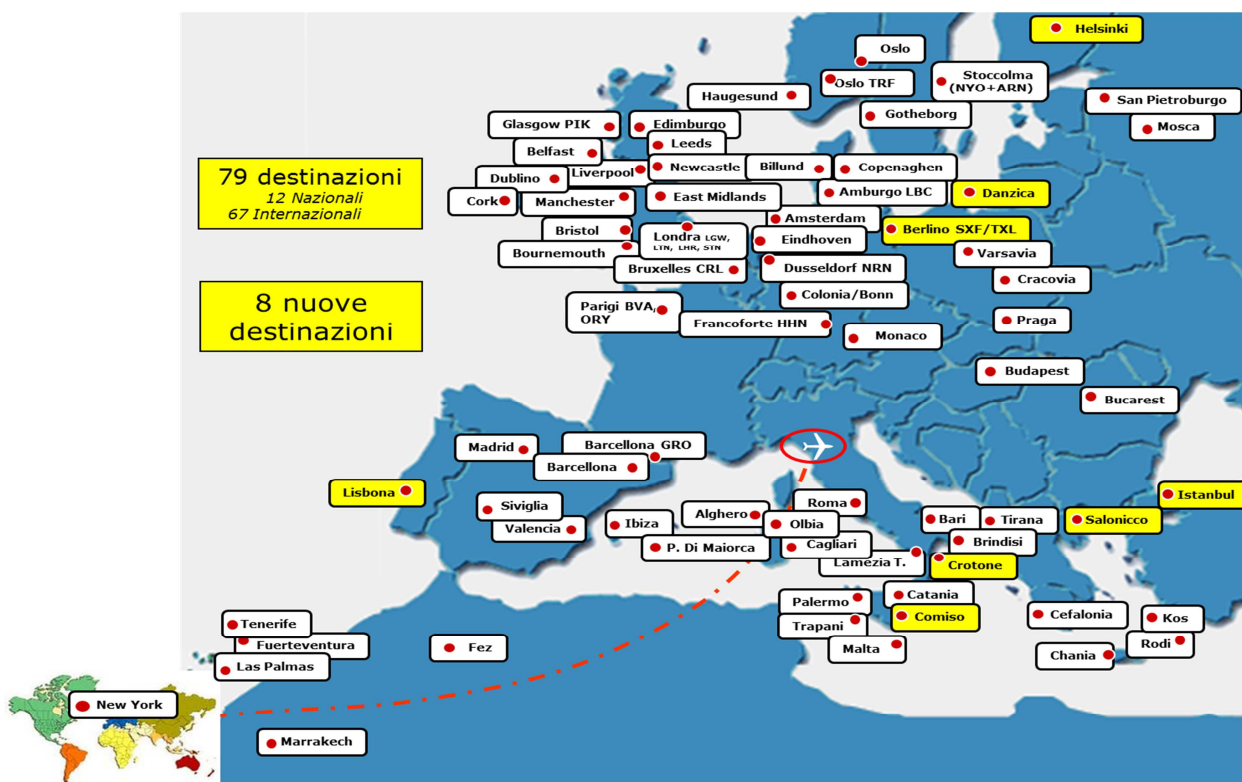 Helsinki
Oslo
Oslo TRF
Stoccolma
(NYO+ARN)
Haugesund
San Pietroburgo
Gotheborg
Mosca
Glasgow PIK
Edimburgo
Leeds
Belfast
Liverpool
Newcastle
Billund
Copenaghen
79 destinazioni
12 Nazionali
67 Internazionali
Dublino
Cork
Manchester
East Midlands
Amburgo LBC
Danzica
Amsterdam
Bristol
Londra LGW,
LTN, LHR, STN
Eindhoven
Berlino SXF/TXL
Bournemouth
Varsavia
Bruxelles CRL
Dusseldorf NRN
Cracovia
8 nuove
destinazioni
Parigi BVA,
ORY
Colonia/Bonn
Francoforte HHN
Praga
Monaco
Budapest
Bucarest
Madrid
Barcellona GRO
Barcellona
Lisbona
Siviglia
Valencia
Ibiza
Alghero
Roma
Olbia
P. Di Maiorca
Cagliari
Bari
Tirana
Salonicco
Istanbul
Brindisi
Lamezia T.
Crotone
Palermo
Catania
Trapani
Comiso
Malta
Cefalonia
Kos
Rodi
Chania
Tenerife
Fuerteventura
Las Palmas
Fez
New York
Marrakech